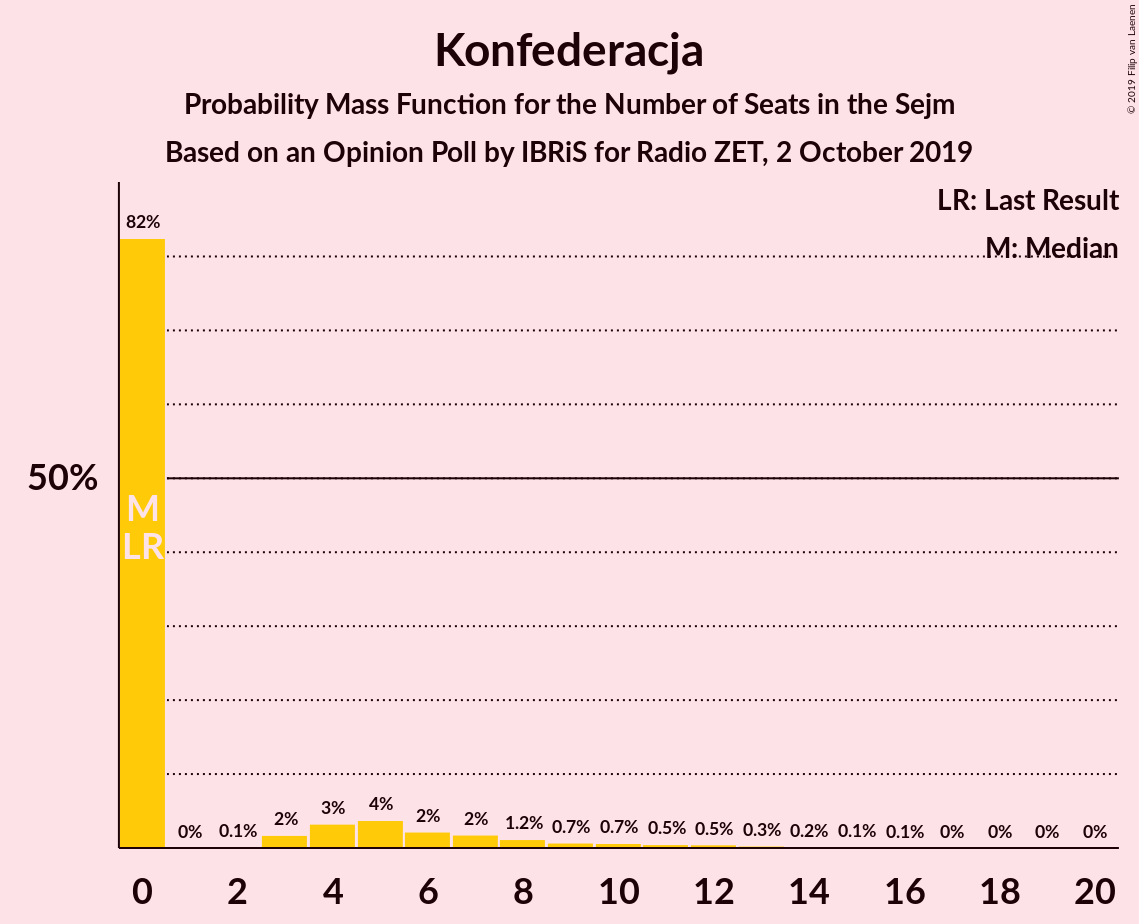 Konfederacja
Probability Mass Function for the Number of Seats in the Sejm
Based on an Opinion Poll by IBRiS for Radio ZET, 2 October 2019
© 2019 Filip van Laenen
LR: Last Result
M: Median
82%
50%
M
LR
0% 0.1% 2% 3% 4% 2% 2% 1.2% 0.7% 0.7% 0.5% 0.5% 0.3% 0.2% 0.1% 0.1% 0% 0% 0% 0%
0 2 4 6 8 10 12 14 16 18 20